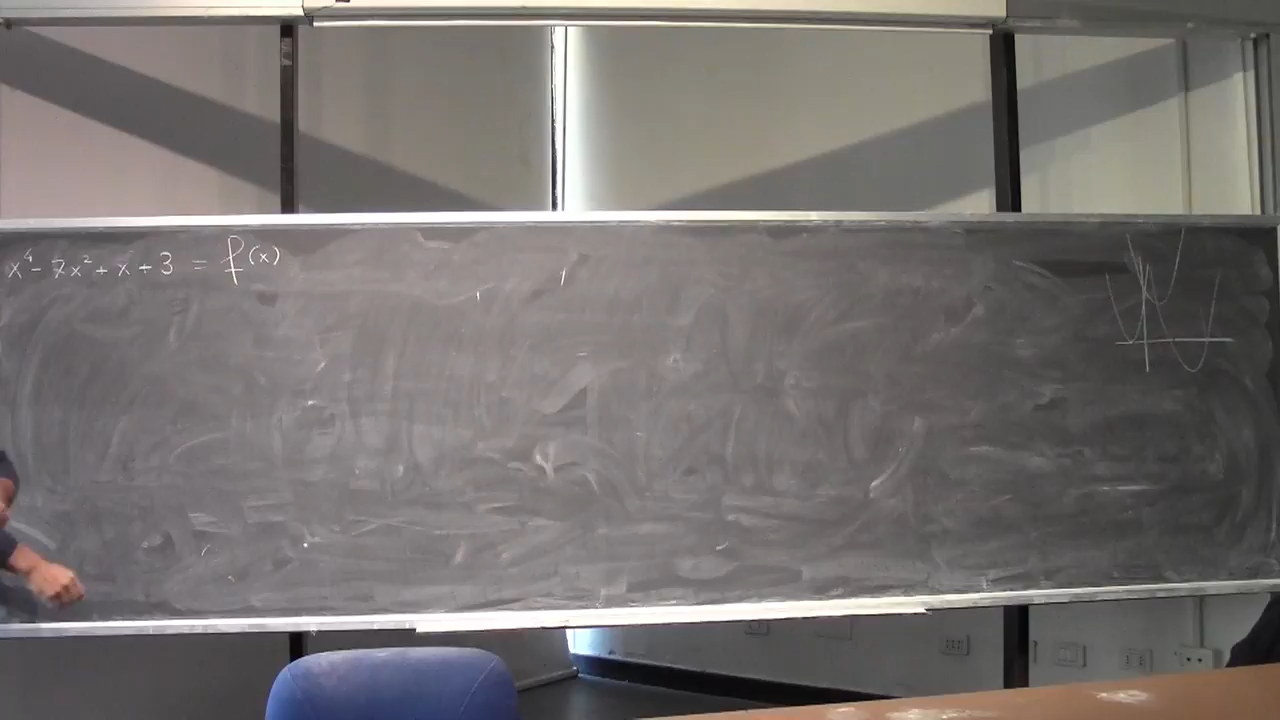 x⁴ - 7x² + x + 3 = f(x)